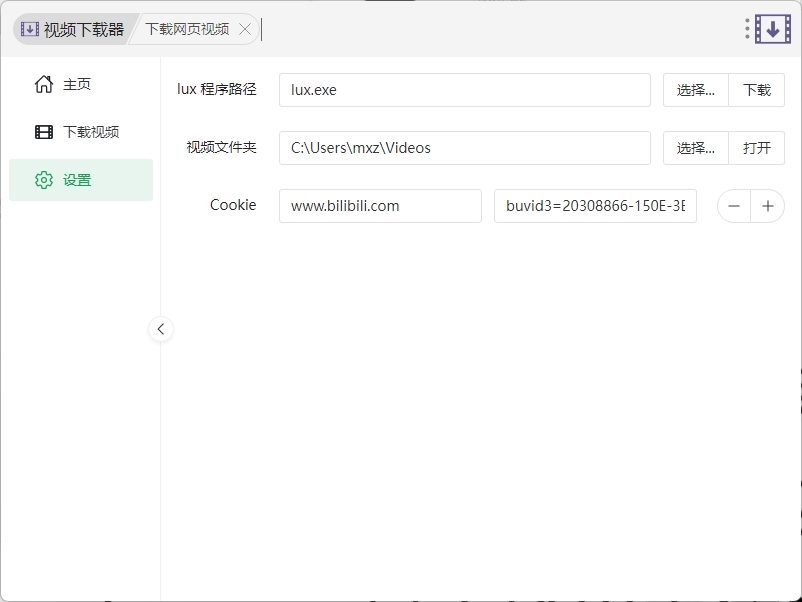 视频下载器 下载网页视频
主页
下载视频
设置
lux 程序路径 lux.exe 选择... 下载
视频文件夹 C:\Users\mxz\Videos 选择... 打开
Cookie www.bilibili.com buvid3=20308866-150E-3E